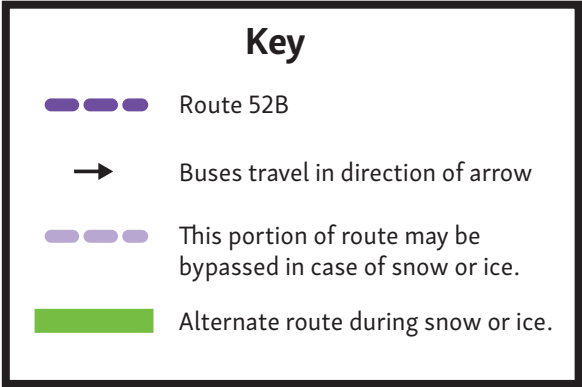 Key
Route 52B
Buses travel in direction of arrow
This portion of route may be
bypassed in case of snow or ice.
Alternate route during snow or ice.